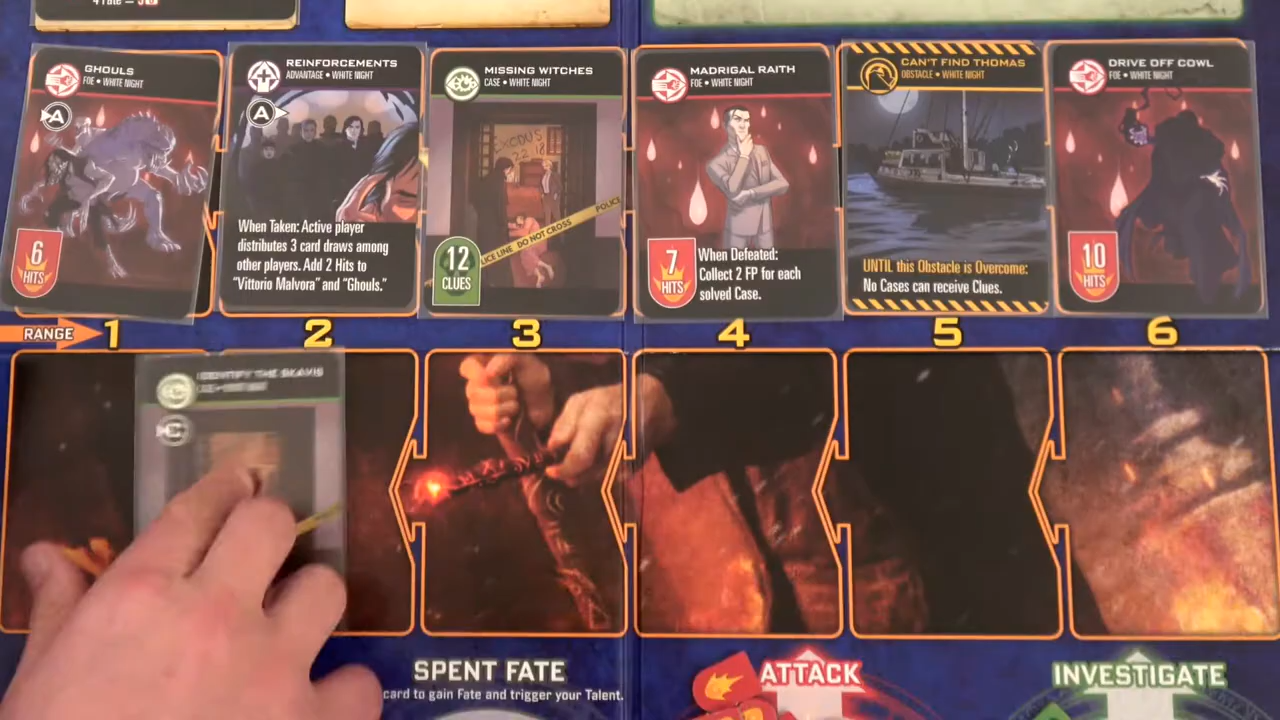 GHOULS
FOE • WHITE NIGHT
A
6
HITS
REINFORCEMENTS
ADVANTAGE • WHITE NIGHT
A
When Taken: Active player
distributes 3 card draws among
other players. Add 2 Hits to
"Vittorio Malvora" and "Ghouls."
MISSING WITCHES
CASE • WHITE NIGHT
EXODUS
22 18
POLICE
ICE LINE DO NOT CROSS
12
CLUES
MADRIGAL RAITH
FOE • WHITE NIGHT
7
HITS
When Defeated:
Collect 2 FP for each
solved Case.
CAN'T FIND THOMAS
OBSTACLE • WHITE NIGHT
UNTIL this Obstacle is Overcome:
No Cases can receive Clues.
DRIVE OFF COWL
FOE • WHITE NIGHT
10
HITS
RANGE
1
2
3
4
5
6
IDENTIFY THE SKAVIS
C
SPENT FATE
card to gain Fate and trigger your Talent.
ATTACK
INVESTIGATE